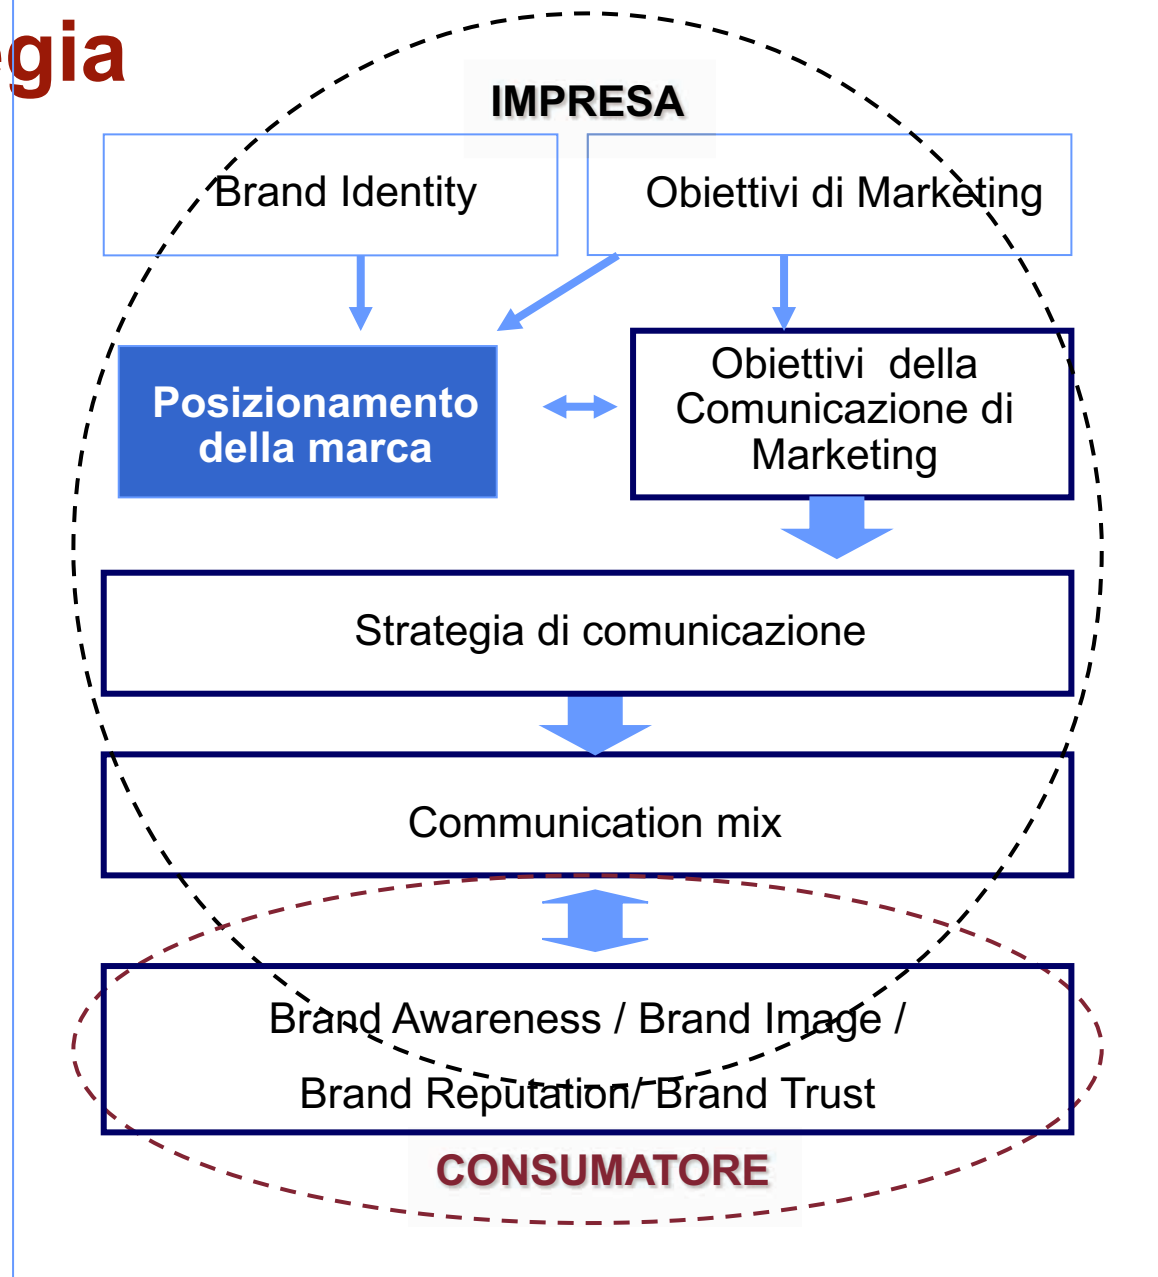 egia
IMPRESA
Brand Identity
Obiettivi di Marketing
Posizionamento
della marca
Obiettivi della
Comunicazione di
Marketing
Strategia di comunicazione
Communication mix
Brand Awareness / Brand Image /
Brand Reputation/ Brand Trust
CONSUMATORE